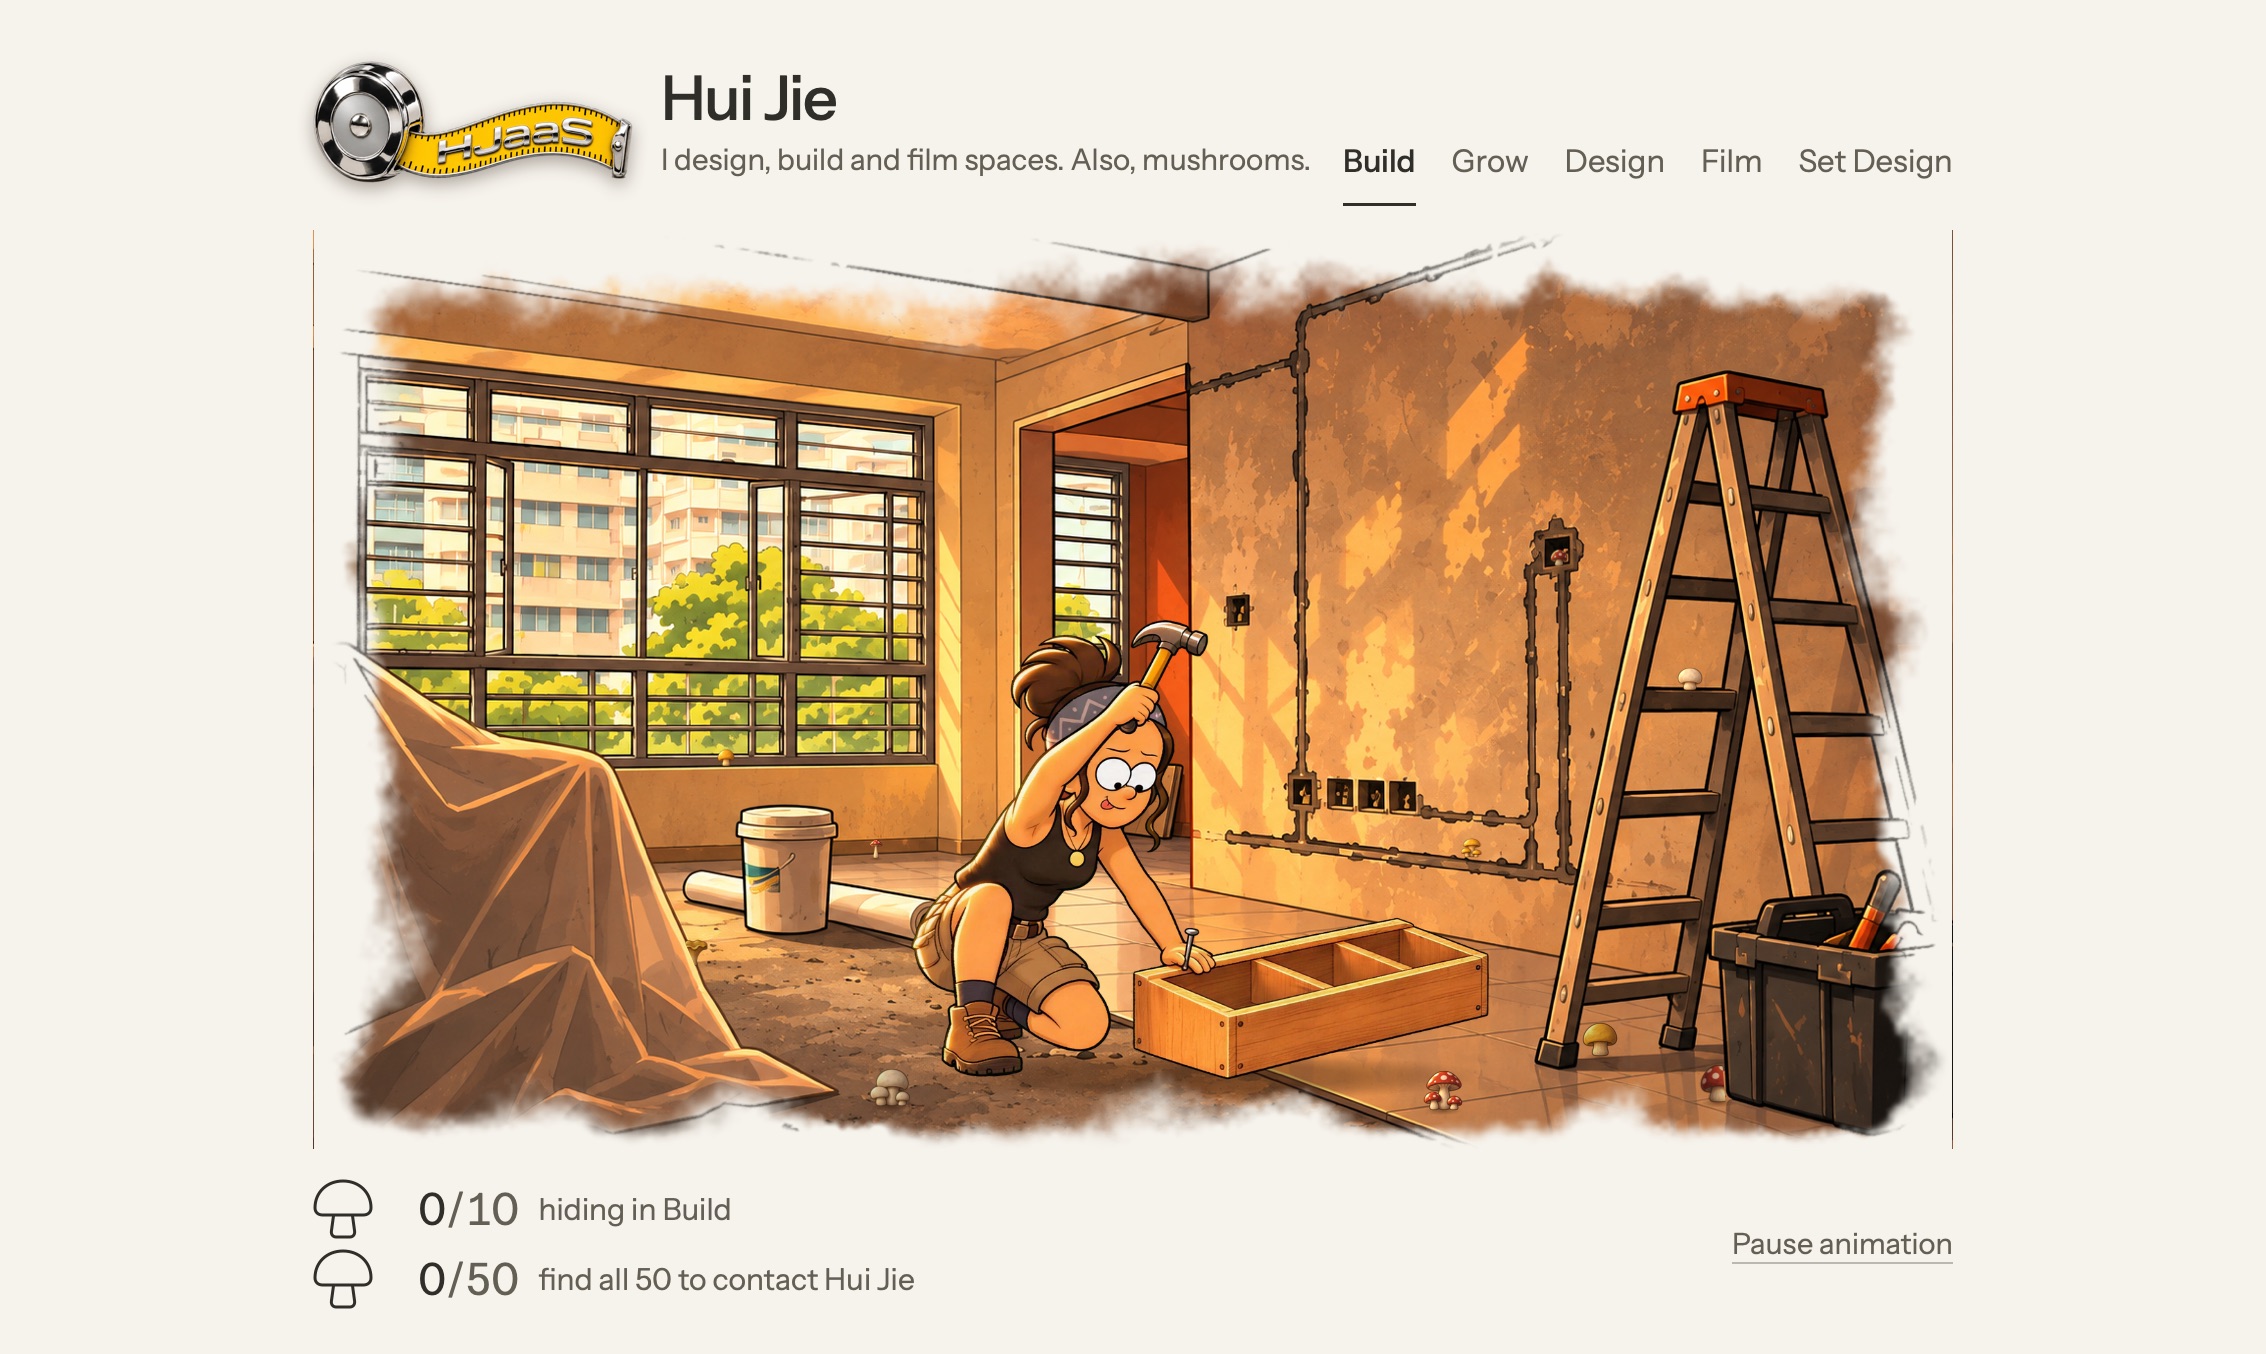 HJaaS
Hui Jie
I design, build and film spaces. Also, mushrooms.
Build Grow Design Film Set Design
0/10 hiding in Build
0/50 find all 50 to contact Hui Jie
Pause animation